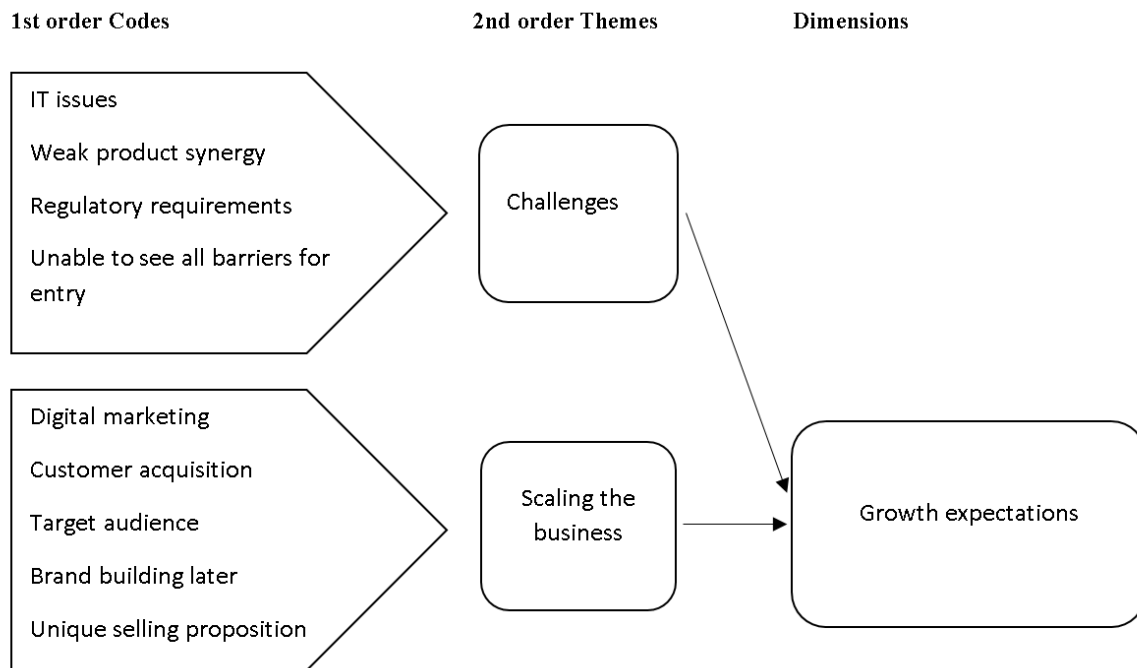 1st order Codes
2nd order Themes
Dimensions
IT issues
Weak product synergy
Regulatory requirements
Unable to see all barriers for
entry
Challenges
Digital marketing
Customer acquisition
Target audience
Brand building later
Unique selling proposition
Scaling the
business
Growth expectations